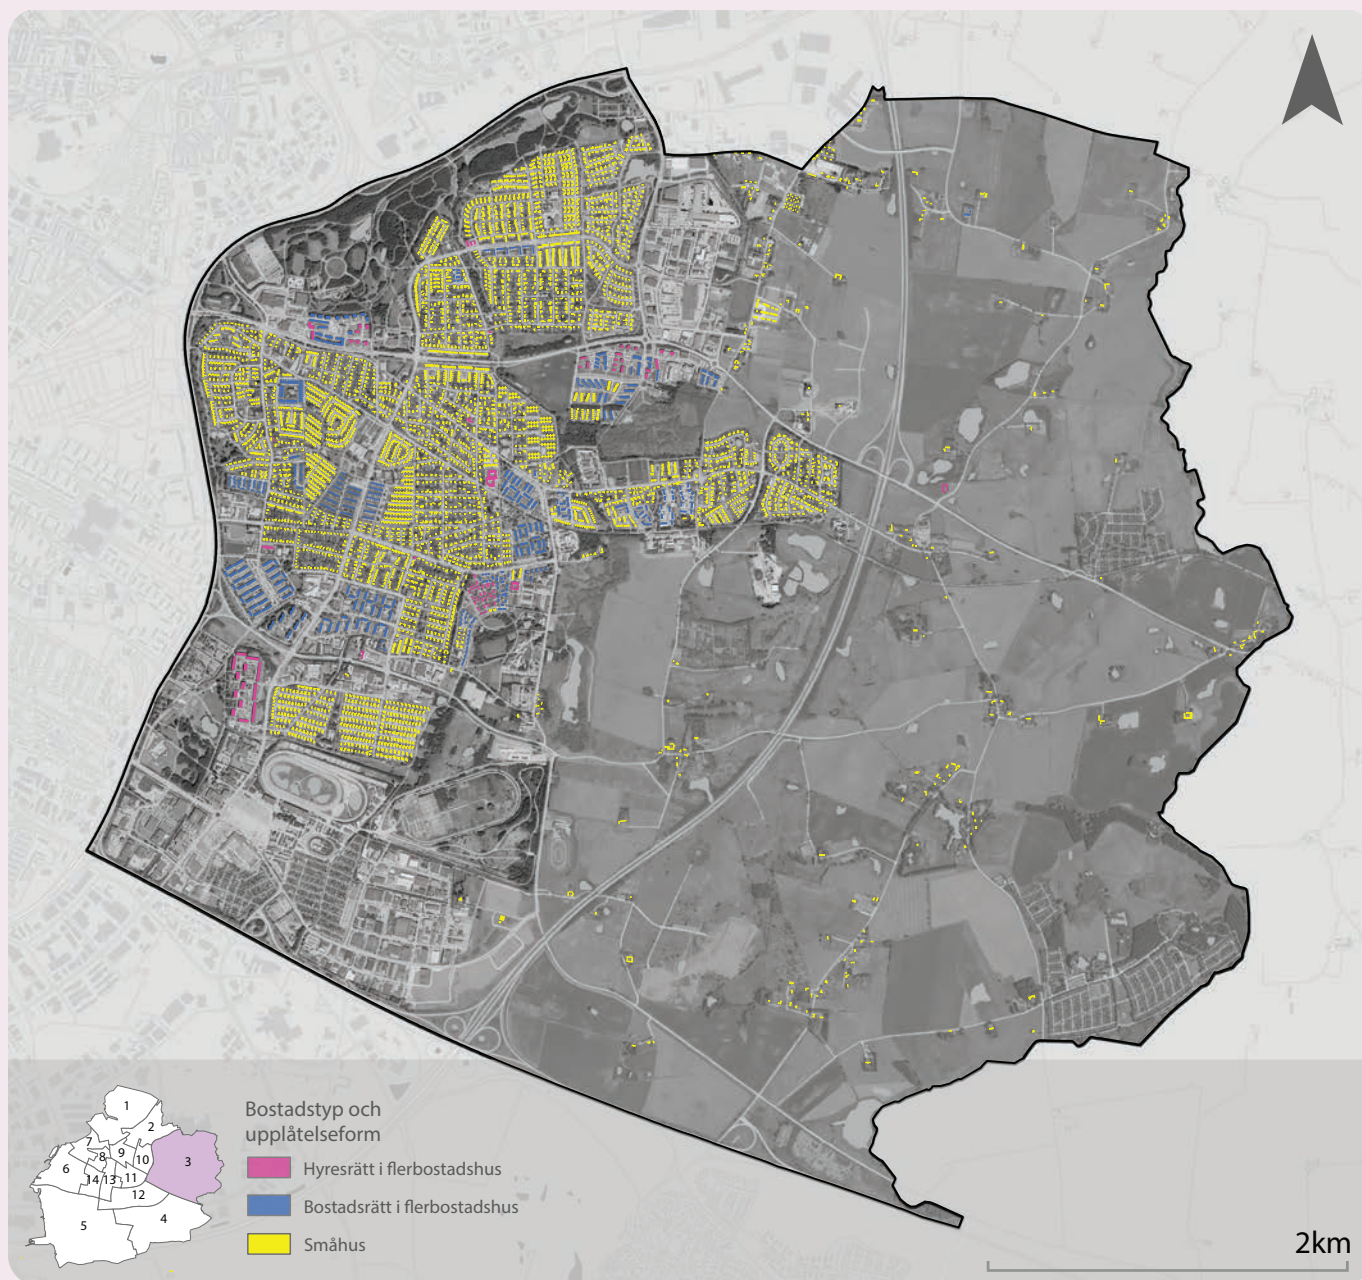 2km
Bostadstyp och
upplåtelseform
Hyresrätt i flerbostadshus
Bostadsrätt i flerbostadshus
Småhus
1
2
7
9
8
10
3
6
14
13
11
12
5
4